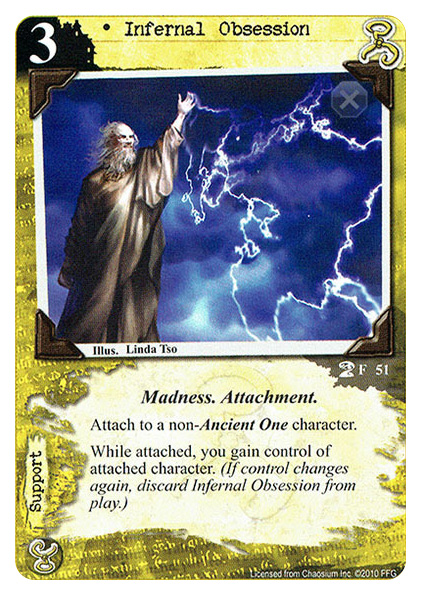 3
• Infernal Obsession
Illus. Linda Tso
F 51
Madness. Attachment.
Attach to a non-Ancient One character.
While attached, you gain control of
attached character. (If control changes
again, discard Infernal Obsession from
play.)
Support
Licensed from Chaosium Inc. ©2010 FFG